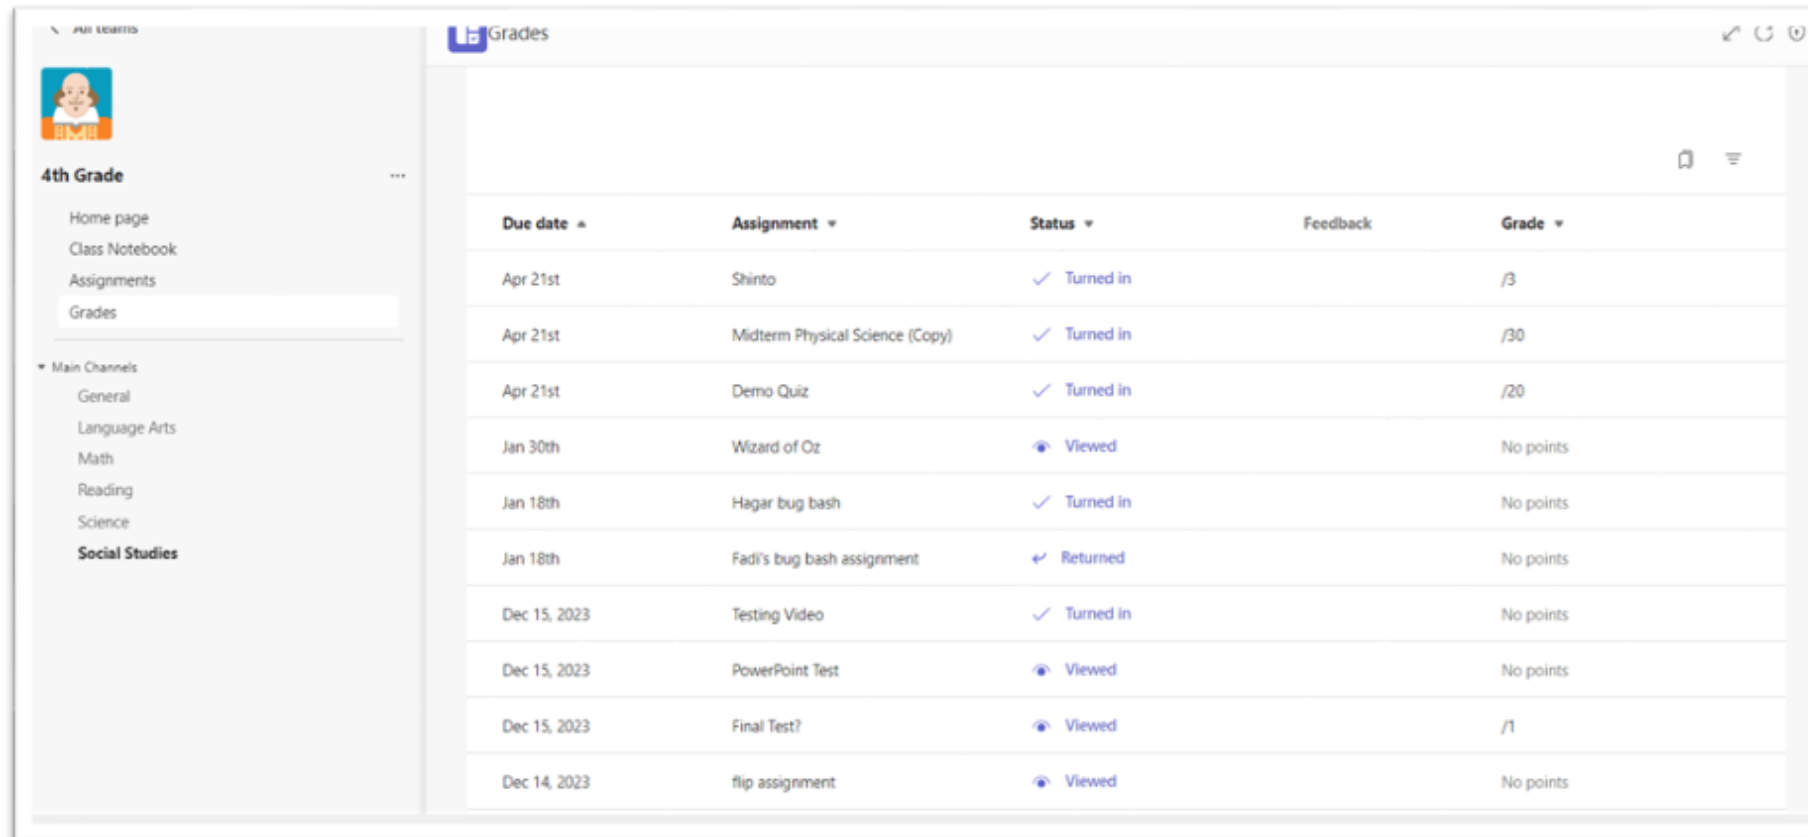 All teams
Grades
4th Grade
Home page
Class Notebook
Assignments
Grades
Main Channels
General
Language Arts
Math
Reading
Science
Social Studies
Due date Assignment Status Feedback Grade
Apr 21st Shinto Turned in /3
Apr 21st Midterm Physical Science (Copy) Turned in /30
Apr 21st Demo Quiz Turned in /20
Jan 30th Wizard of Oz Viewed No points
Jan 18th Hagar bug bash Turned in No points
Jan 18th Fadi's bug bash assignment Returned No points
Dec 15, 2023 Testing Video Turned in No points
Dec 15, 2023 PowerPoint Test Viewed No points
Dec 15, 2023 Final Test? Viewed /1
Dec 14, 2023 flip assignment Viewed No points